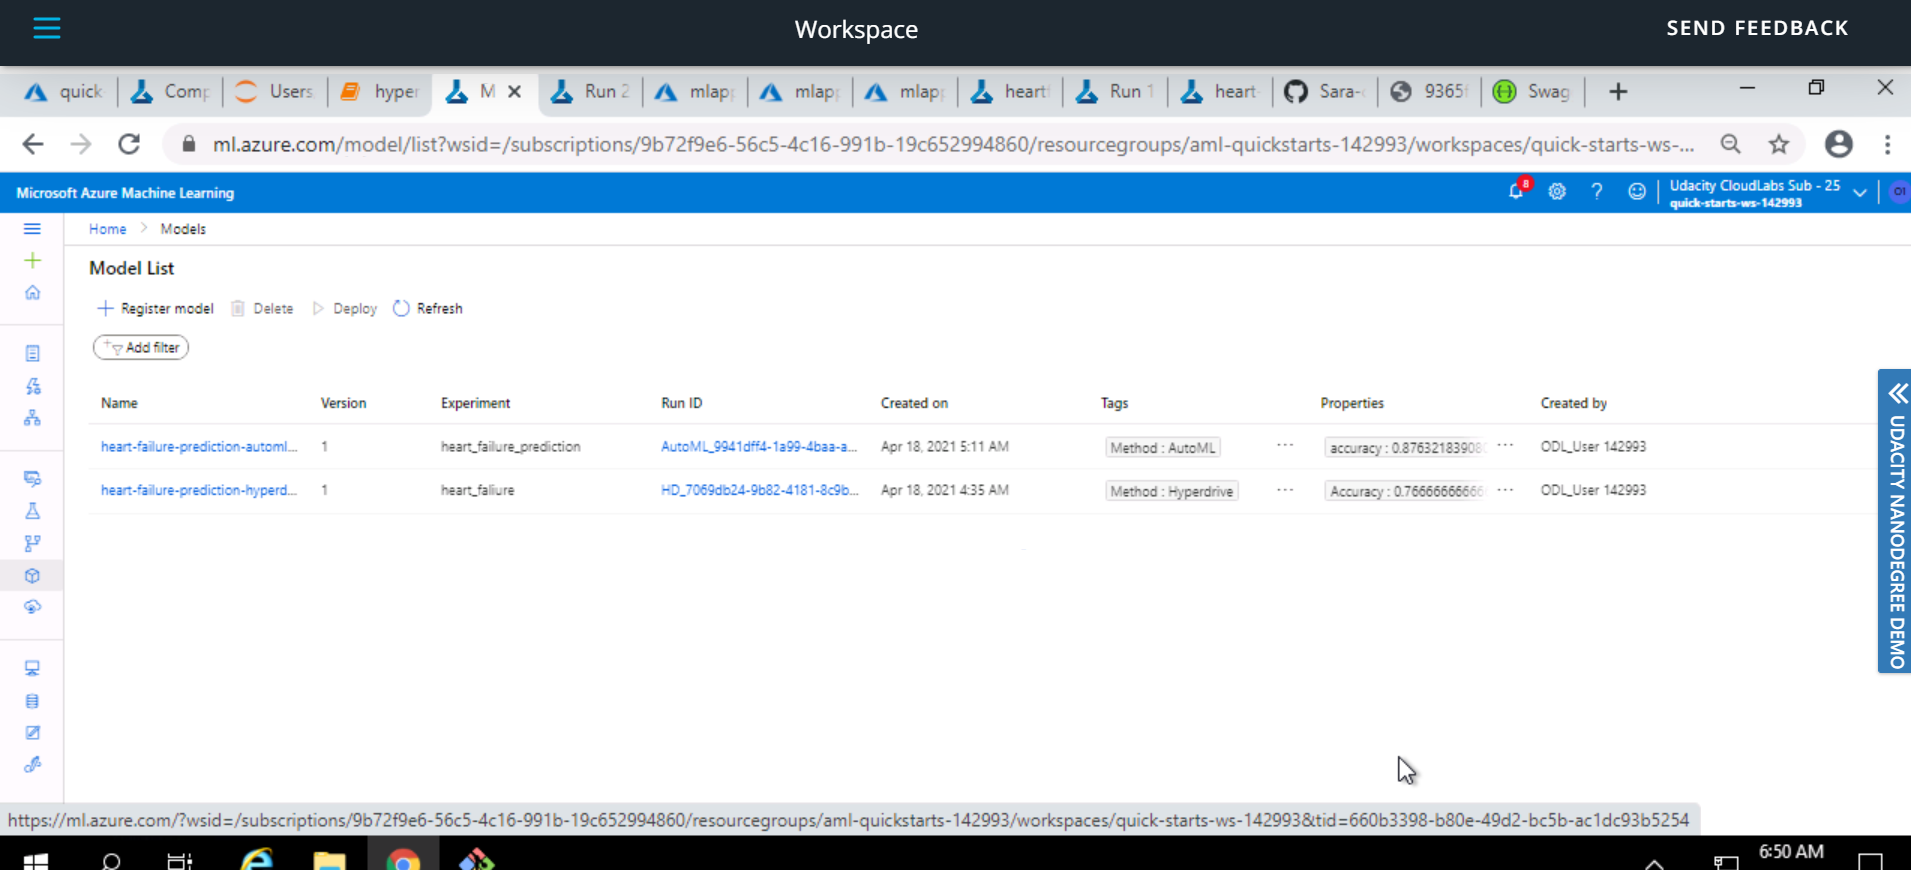 Workspace
SEND FEEDBACK
quick
Comp
Users
hyper
M
Run 2
mlapp
mlapp
mlapp
heartf
Run 1
heart-
Sara-
9365f
Swag
ml.azure.com/model/list?wsid=/subscriptions/9b72f9e6-56c5-4c16-991b-19c652994860/resourcegroups/aml-quickstarts-142993/workspaces/quick-starts-ws-...
Microsoft Azure Machine Learning
8
Udacity CloudLabs Sub - 25
quick-starts-ws-142993
OI
Home > Models
Model List
Register model
Delete
Deploy
Refresh
Add filter
Name Version Experiment Run ID Created on Tags Properties Created by
heart-failure-prediction-automl... 1 heart_failure_prediction AutoML_9941dff4-1a99-4baa-a... Apr 18, 2021 5:11 AM Method : AutoML ... accuracy : 0.87632183908 ... ODL_User 142993
heart-failure-prediction-hyperd... 1 heart_faliure HD_7069db24-9b82-4181-8c9b... Apr 18, 2021 4:35 AM Method : Hyperdrive ... Accuracy : 0.76666666666 ... ODL_User 142993
UDACITY NANODEGREE DEMO
https://ml.azure.com/?wsid=/subscriptions/9b72f9e6-56c5-4c16-991b-19c652994860/resourcegroups/aml-quickstarts-142993/workspaces/quick-starts-ws-142993&tid=660b3398-b80e-49d2-bc5b-ac1dc93b5254
6:50 AM